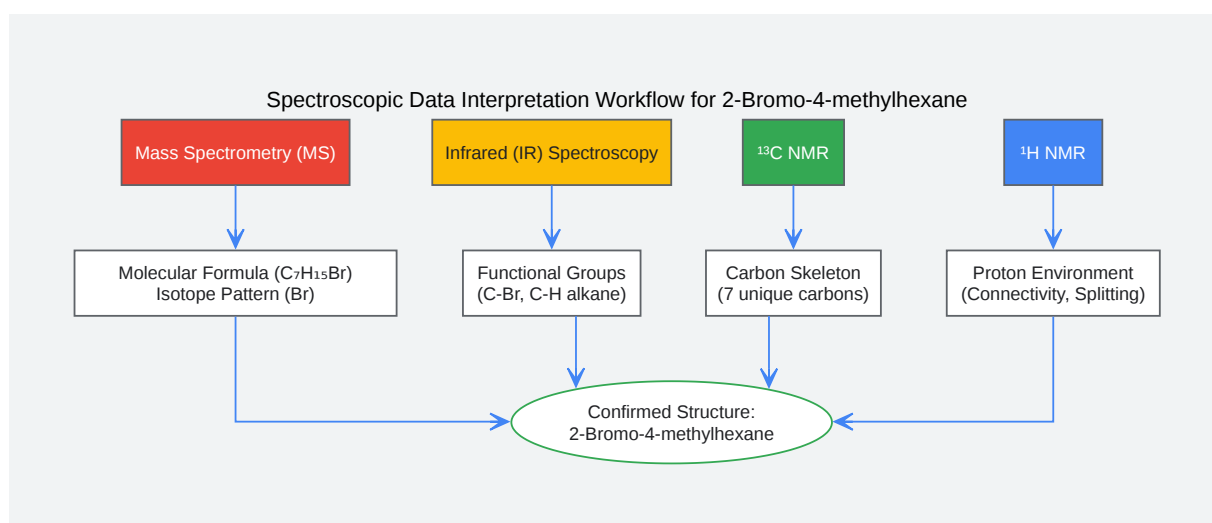 Spectroscopic Data Interpretation Workflow for 2-Bromo-4-methylhexane
Mass Spectrometry (MS)
Infrared (IR) Spectroscopy
¹³C NMR
¹H NMR
Molecular Formula (C₇H₁₅Br)
Isotope Pattern (Br)
Functional Groups
(C-Br, C-H alkane)
Carbon Skeleton
(7 unique carbons)
Proton Environment
(Connectivity, Splitting)
Confirmed Structure:
2-Bromo-4-methylhexane